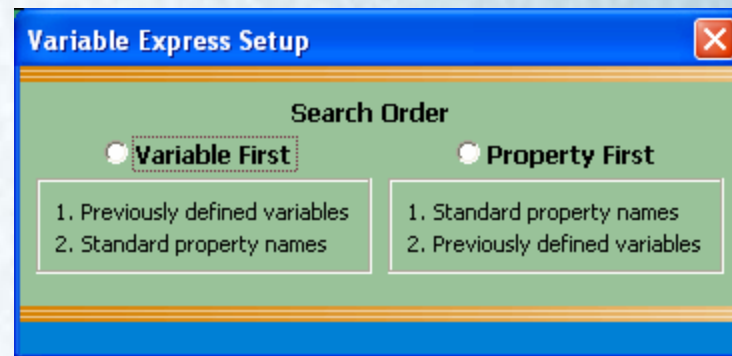 Variable Express Setup
Search Order
Variable First
Property First
1. Previously defined variables
2. Standard property names
1. Standard property names
2. Previously defined variables